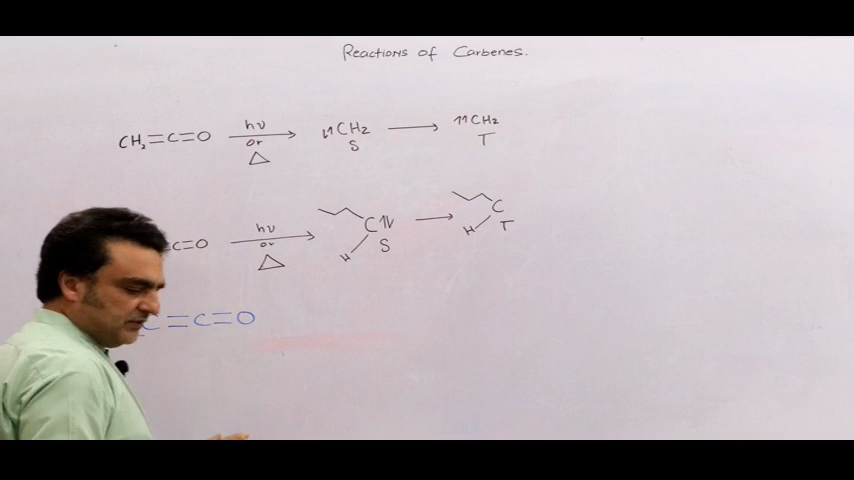 Reactions of Carbenes.
CH₂=C=O hν or △ → ⥮CH₂ S → ⇈CH₂ T
C=O hν or △ → C⥮ H S → C H T
C=C=O